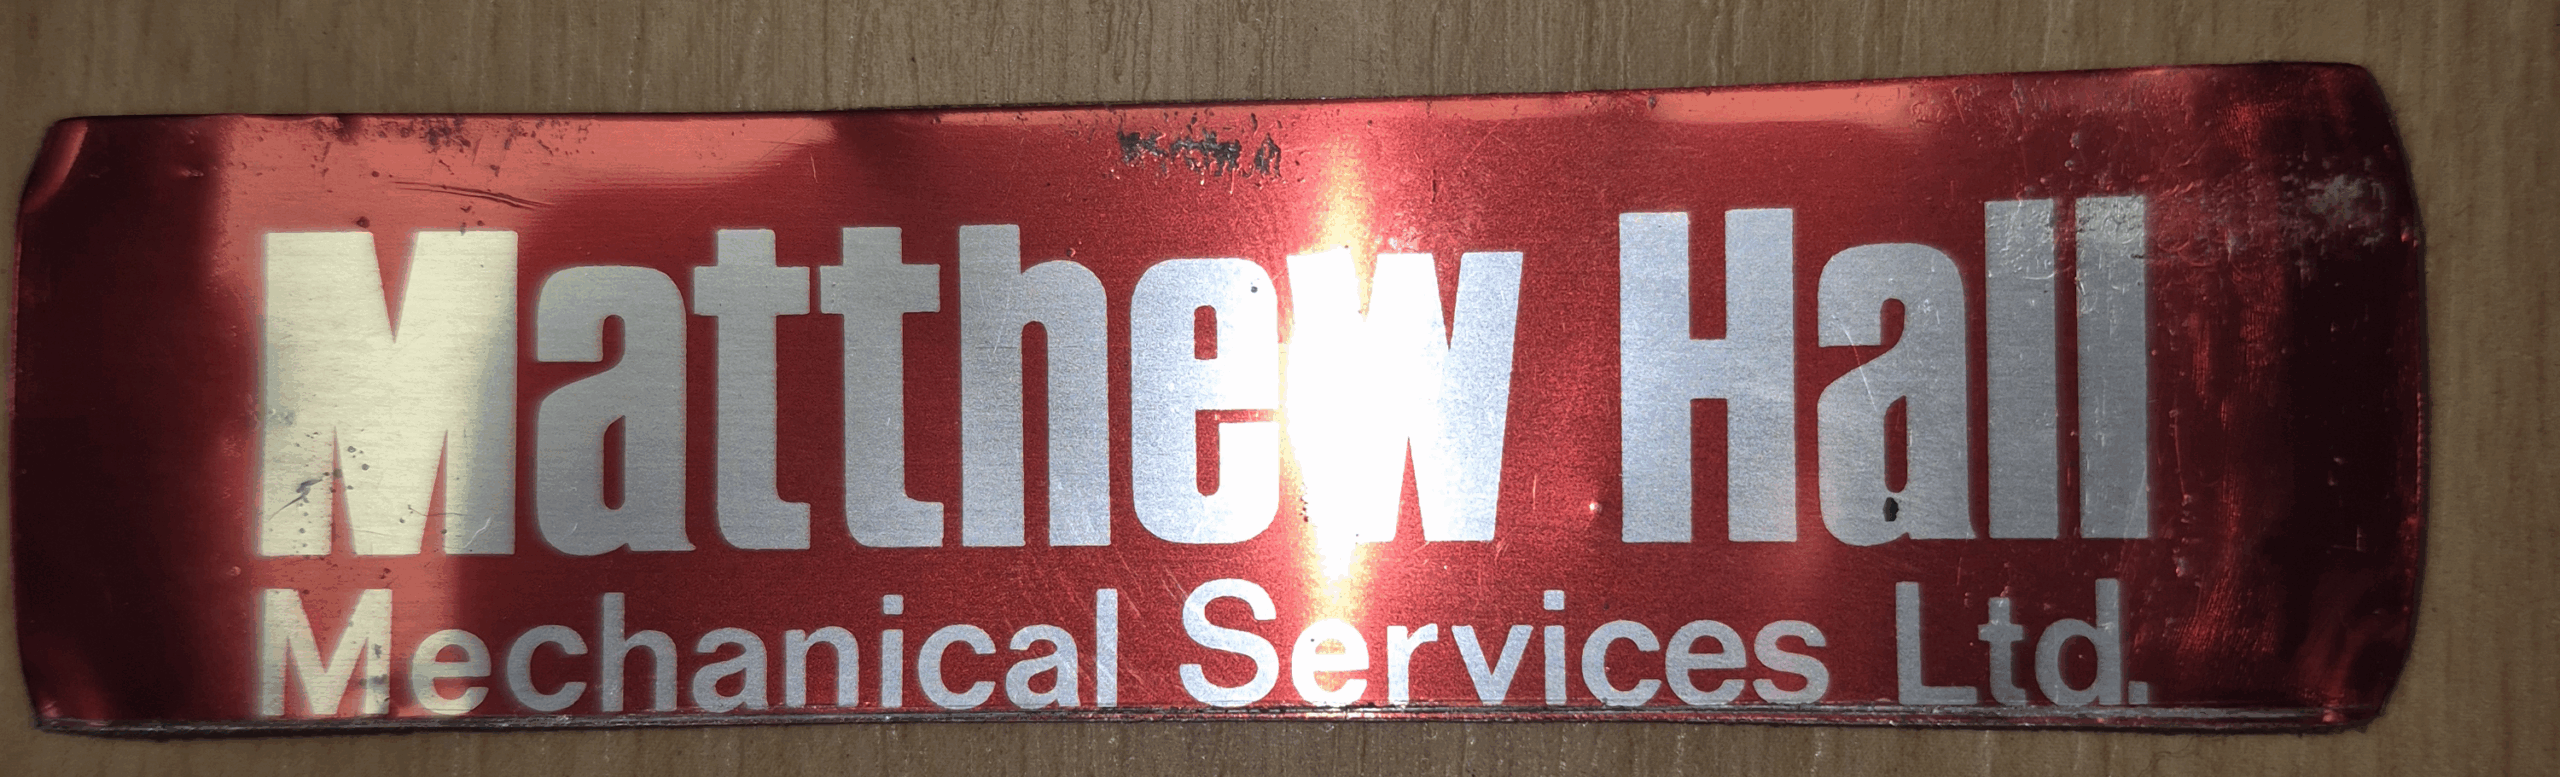 Matthew Hall
Mechanical Services Ltd.